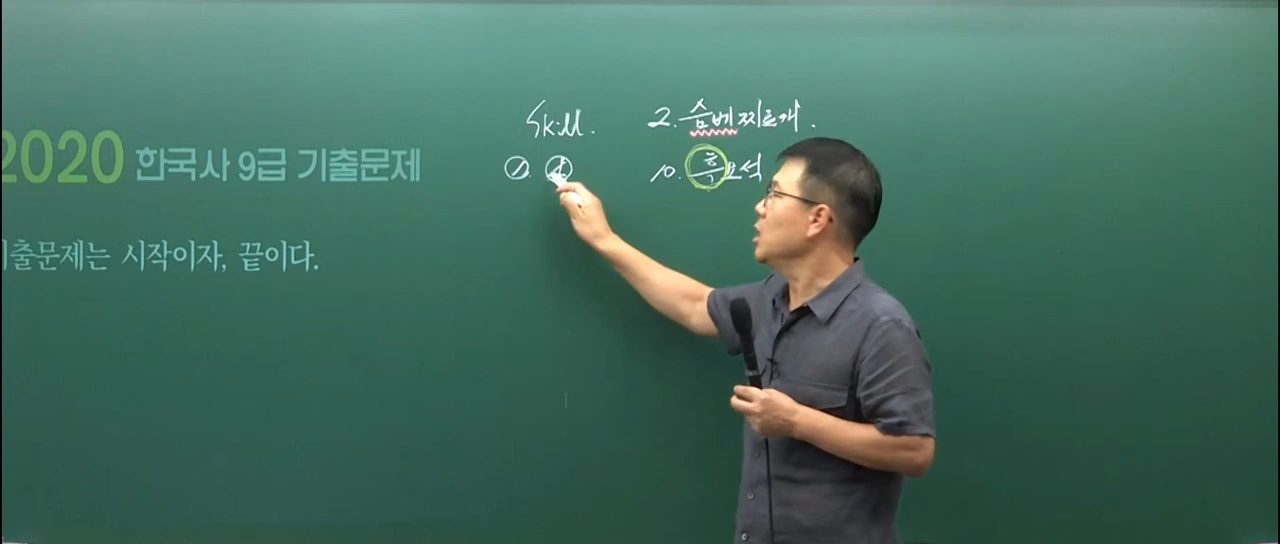 2020 한국사 9급 기출문제
기출문제는 시작이자, 끝이다.
Skill.
2. 슴베찌르개.
①.
10. 흑요석